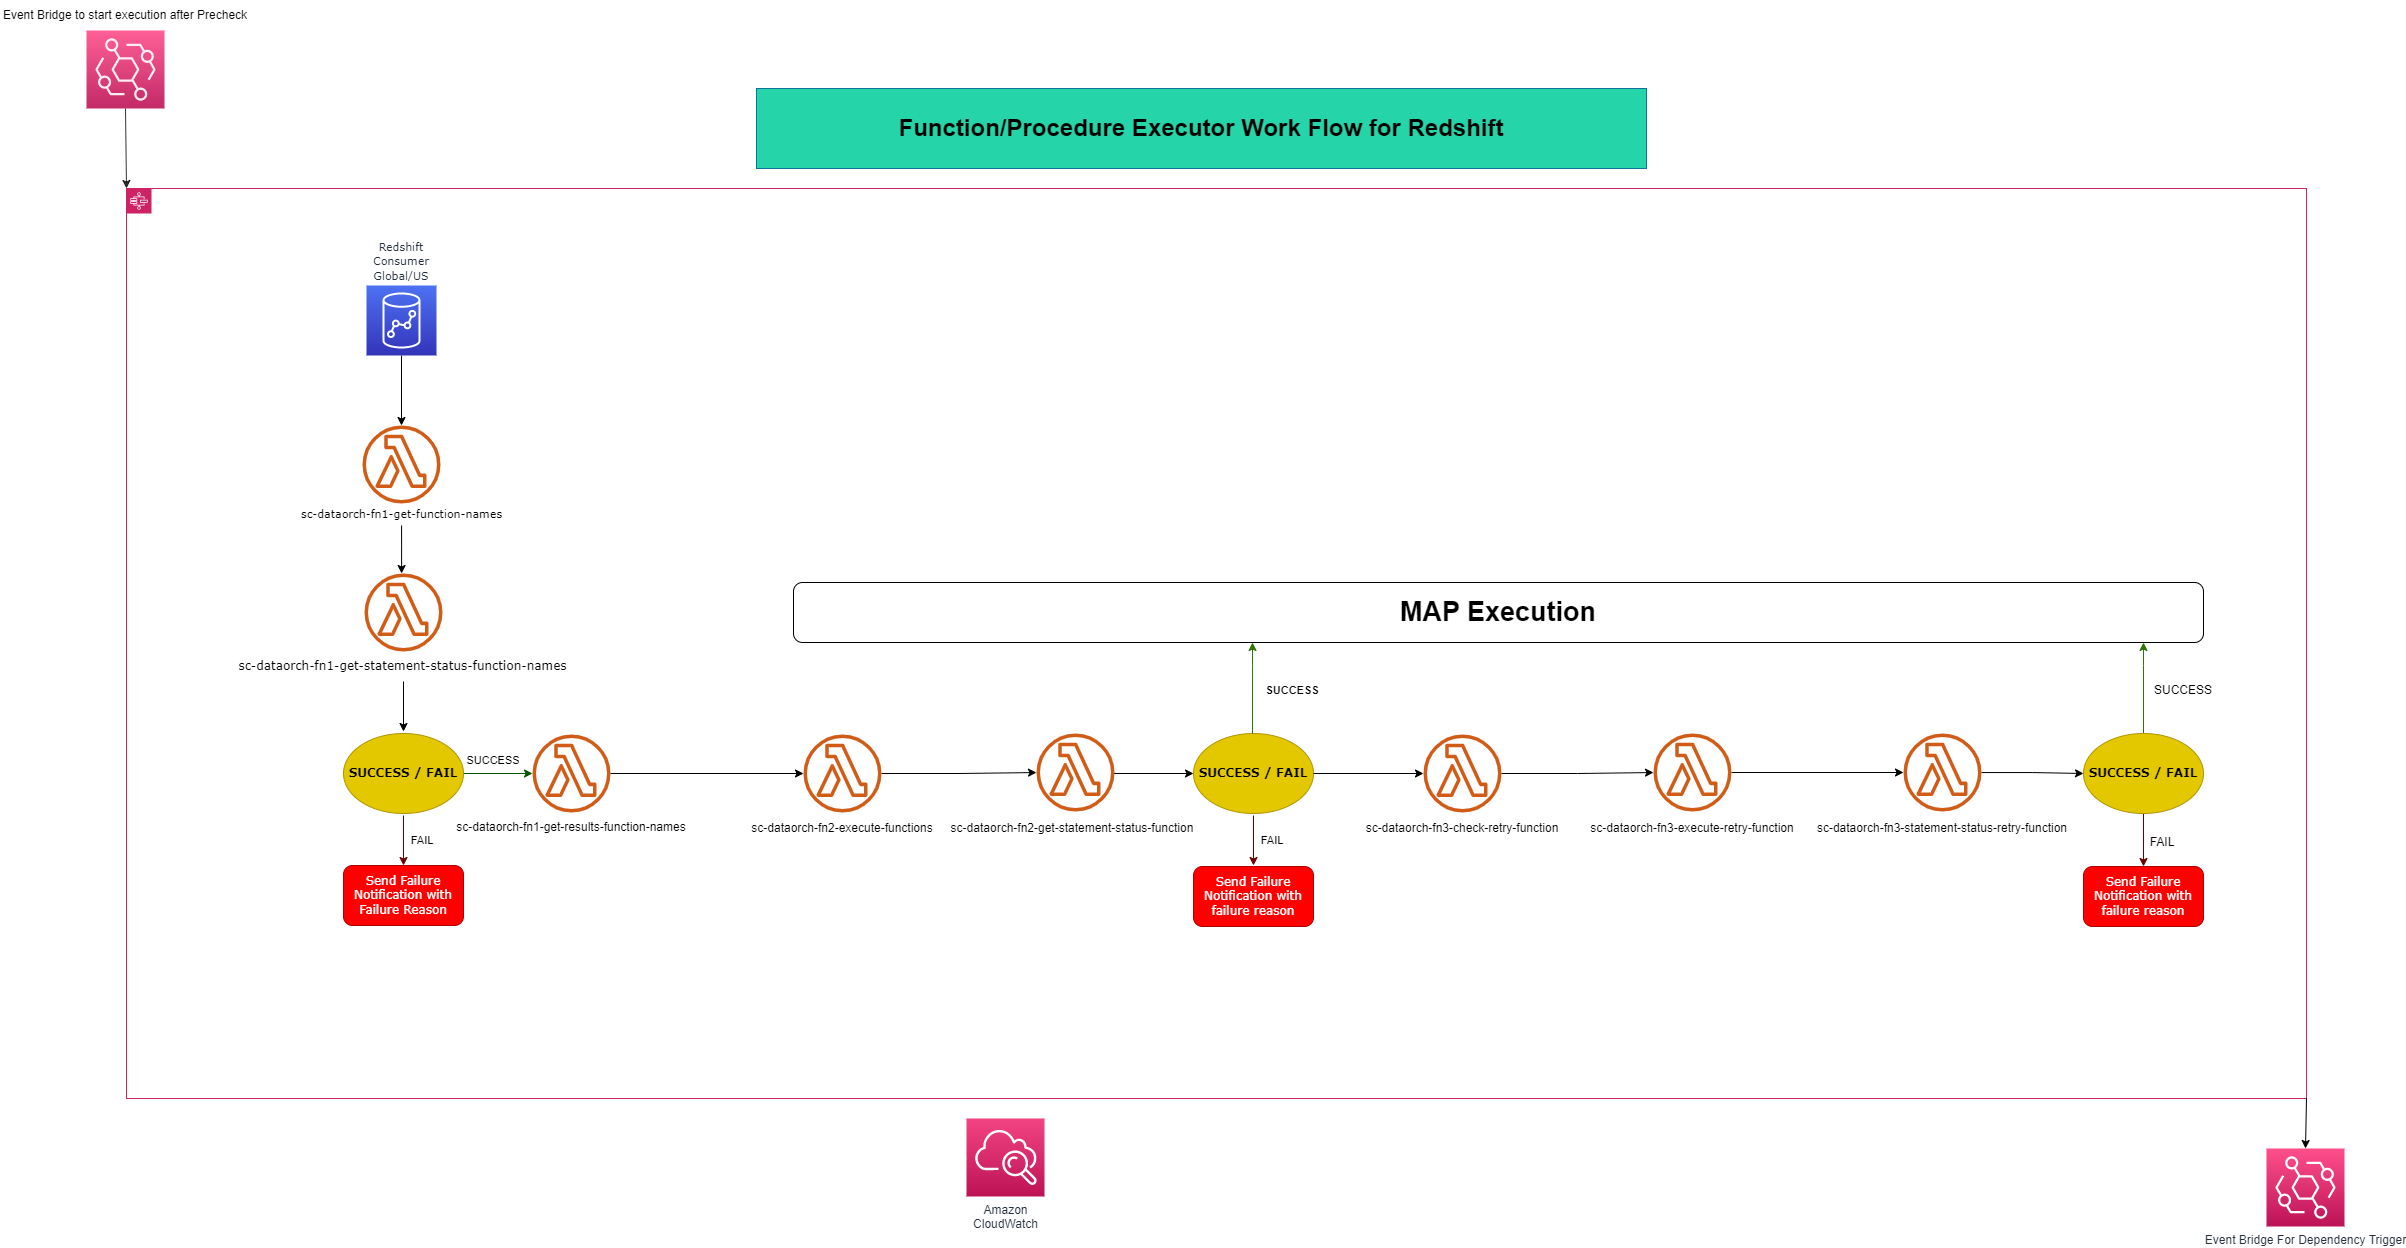 Event Bridge to start execution after Precheck
Function/Procedure Executor Work Flow for Redshift
Redshift
Consumer
Global/US
sc-dataorch-fn1-get-function-names
sc-dataorch-fn1-get-statement-status-function-names
MAP Execution
SUCCESS
SUCCESS
SUCCESS / FAIL
SUCCESS
SUCCESS / FAIL
SUCCESS / FAIL
sc-dataorch-fn1-get-results-function-names
sc-dataorch-fn2-execute-functions
sc-dataorch-fn2-get-statement-status-function
sc-dataorch-fn3-check-retry-function
sc-dataorch-fn3-execute-retry-function
sc-dataorch-fn3-statement-status-retry-function
FAIL
FAIL
FAIL
Send Failure
Notification with
Failure Reason
Send Failure
Notification with
failure reason
Send Failure
Notification with
failure reason
Amazon
CloudWatch
Event Bridge For Dependency Trigger